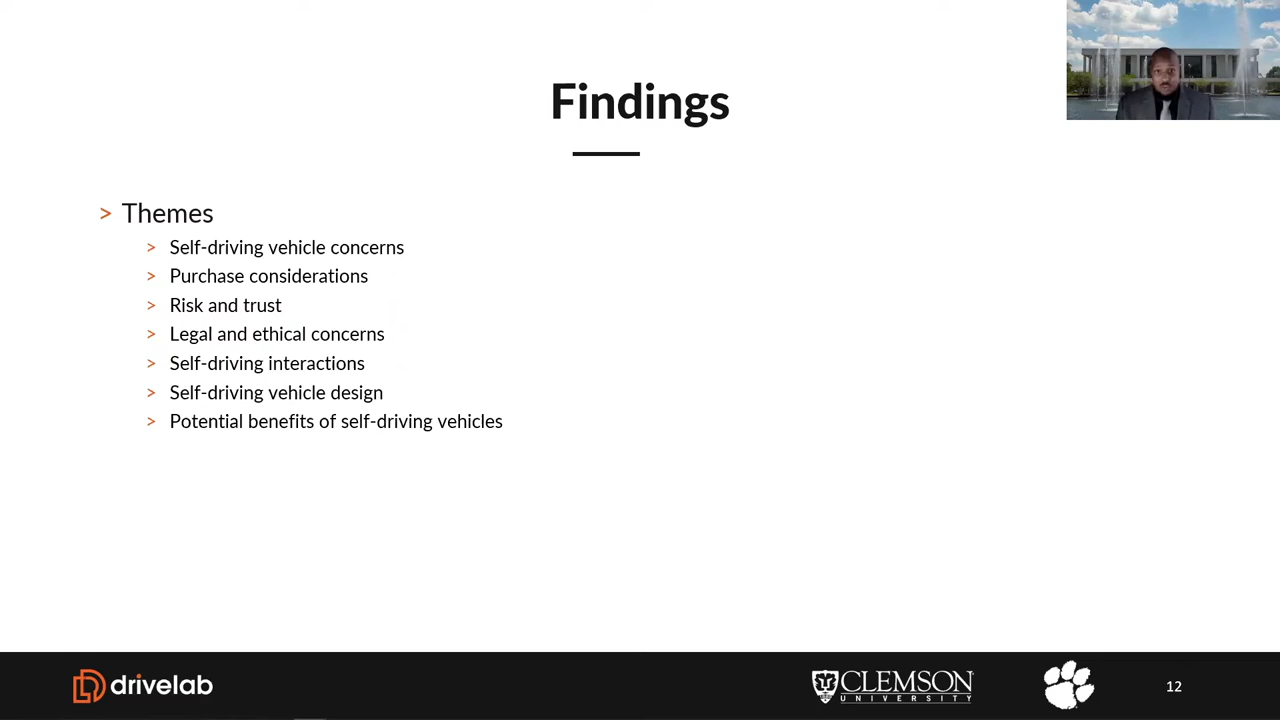 Findings
> Themes
> Self-driving vehicle concerns
> Purchase considerations
> Risk and trust
> Legal and ethical concerns
> Self-driving interactions
> Self-driving vehicle design
> Potential benefits of self-driving vehicles
drivelab
CLEMSON
UNIVERSITY
12